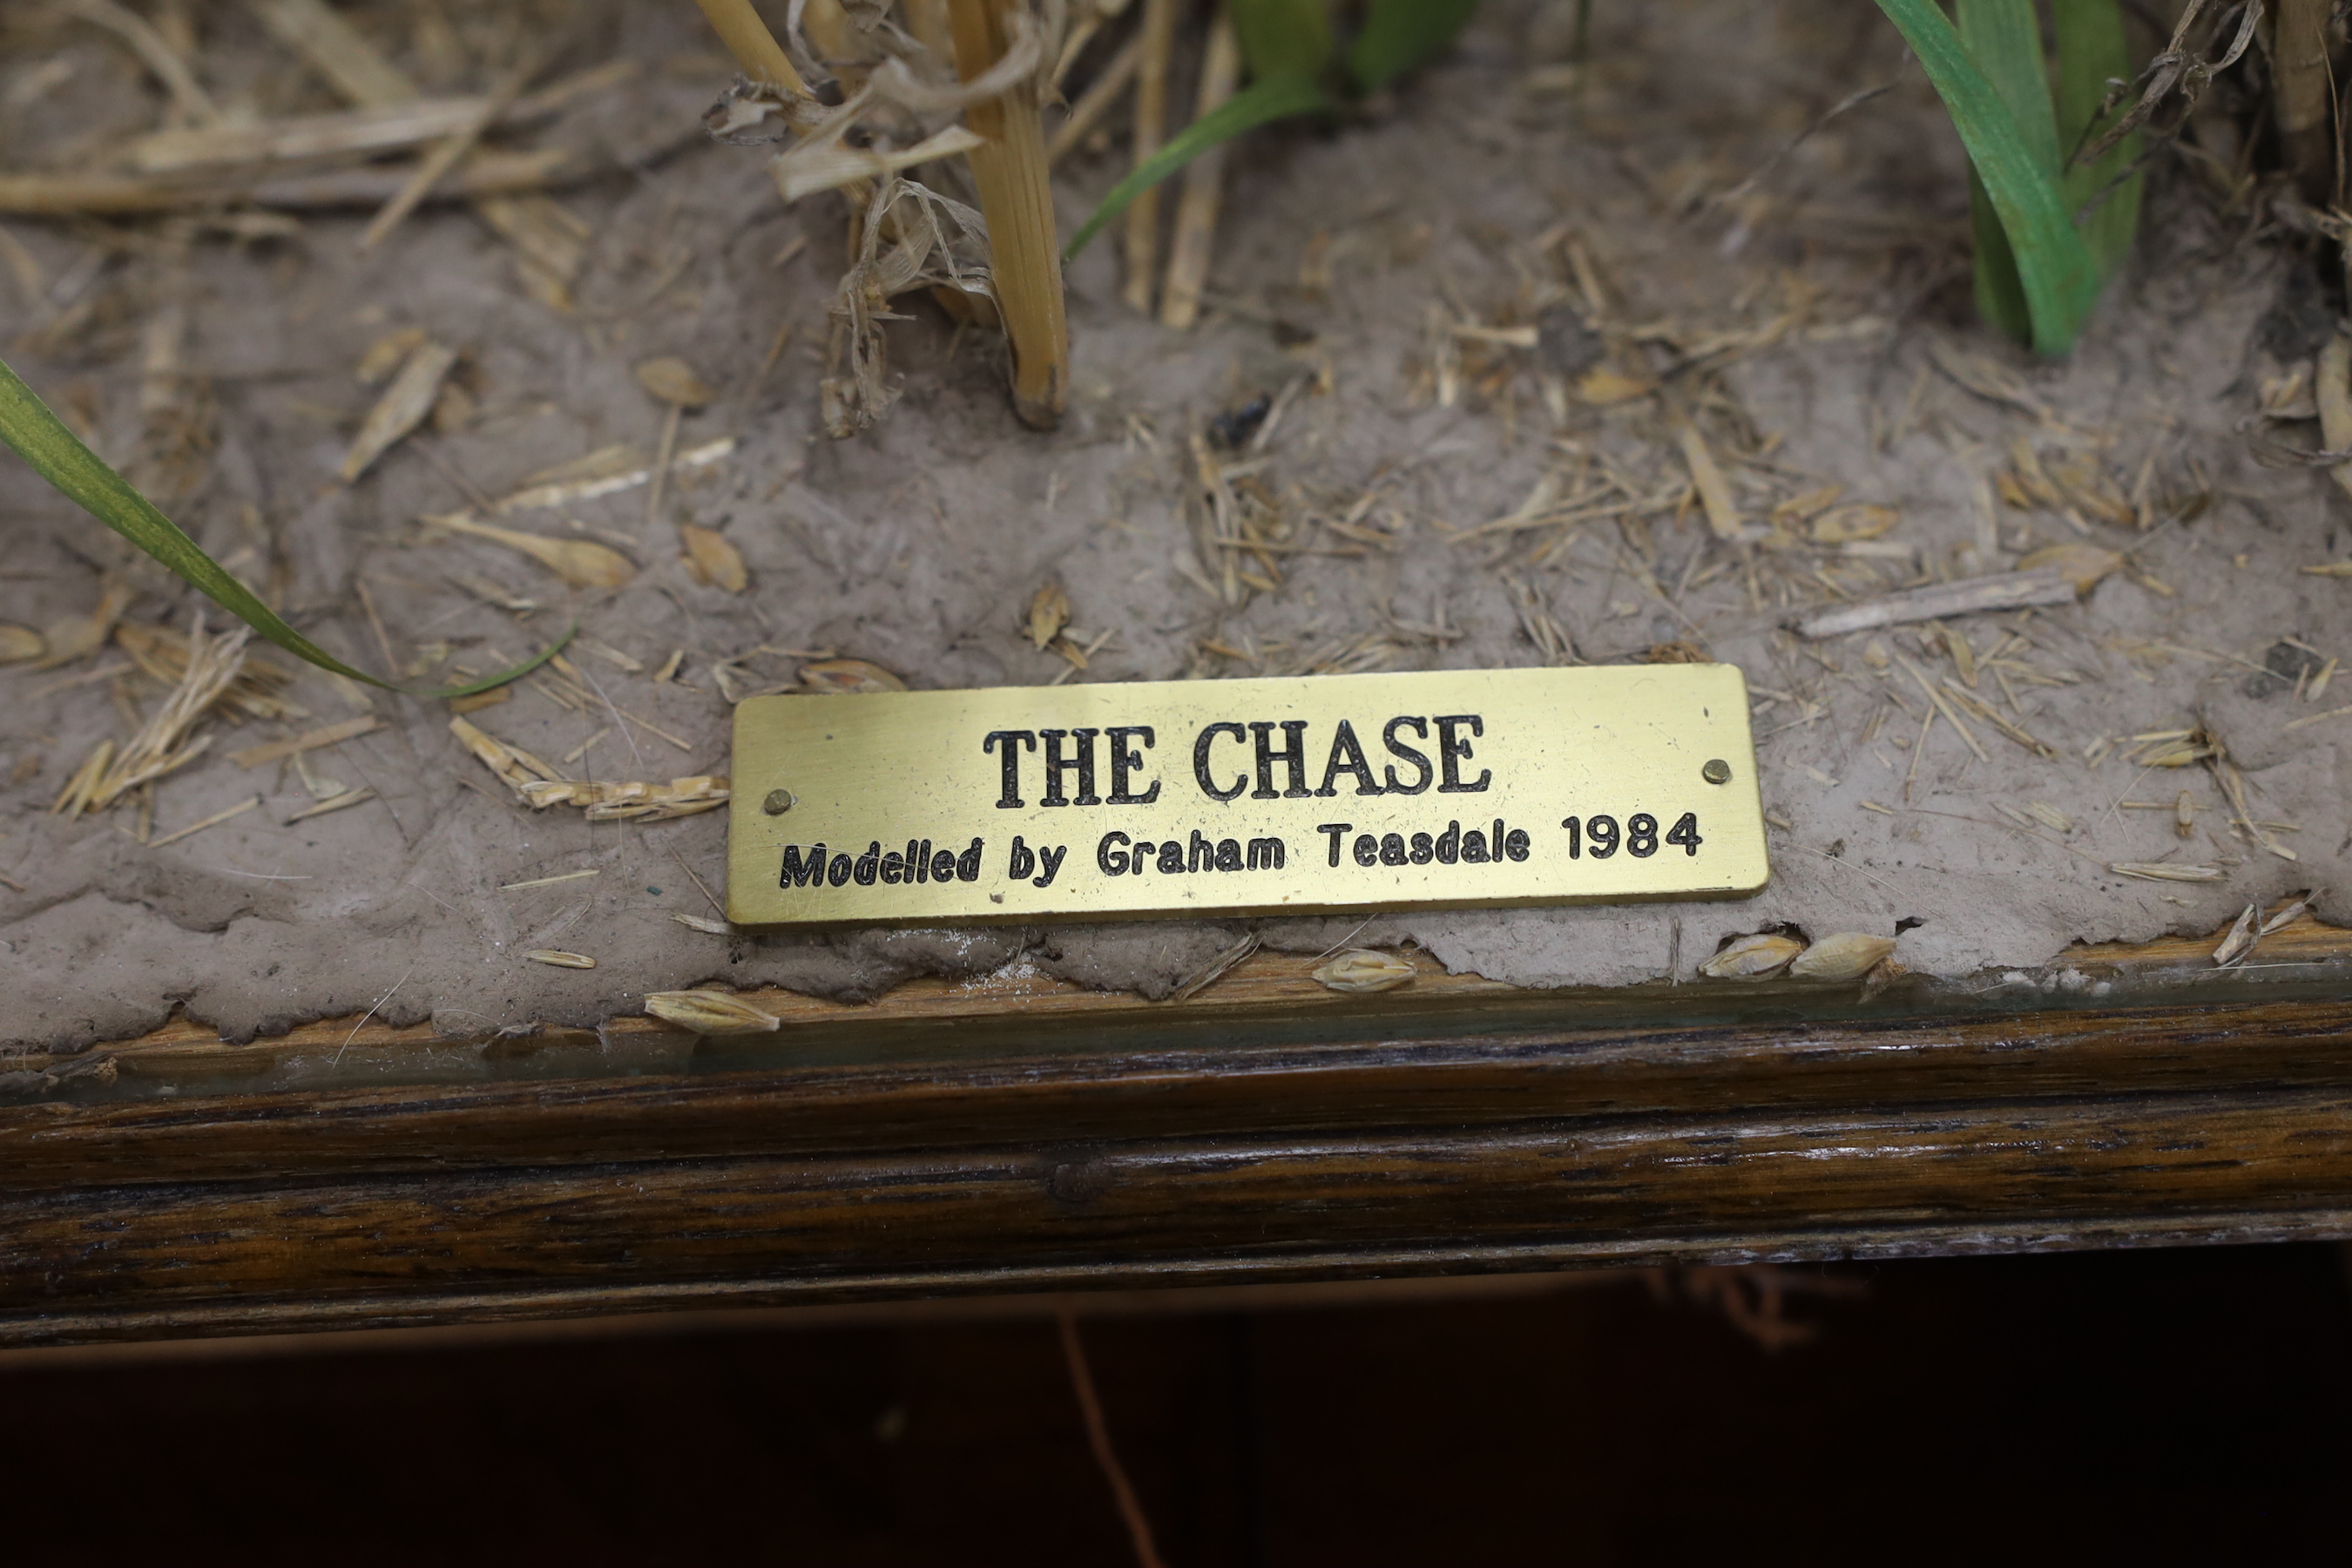 THE CHASE
Modelled by Graham Teasdale 1984